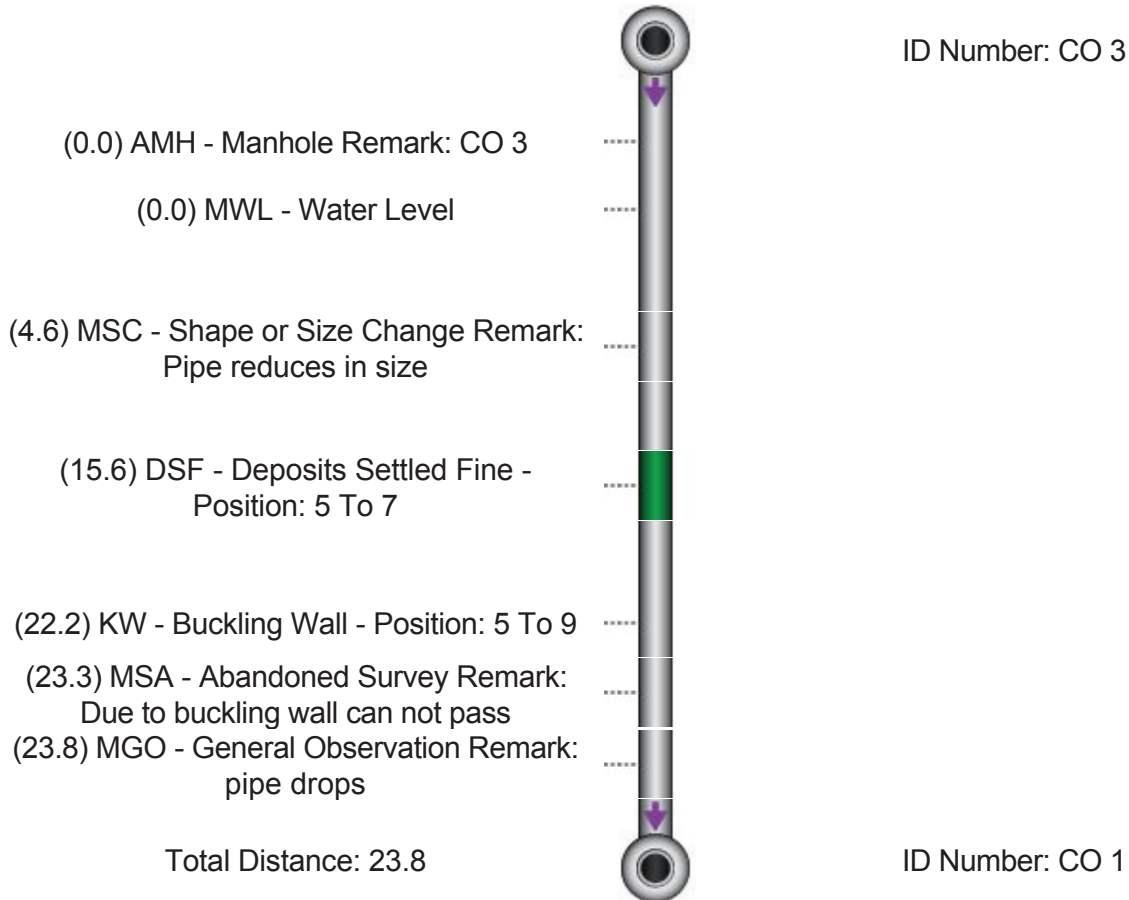 ID Number: CO 3
(0.0) AMH - Manhole Remark: CO 3
(0.0) MWL - Water Level
(4.6) MSC - Shape or Size Change Remark:
Pipe reduces in size
(15.6) DSF - Deposits Settled Fine -
Position: 5 To 7
(22.2) KW - Buckling Wall - Position: 5 To 9
(23.3) MSA - Abandoned Survey Remark:
Due to buckling wall can not pass
(23.8) MGO - General Observation Remark:
pipe drops
Total Distance: 23.8
ID Number: CO 1